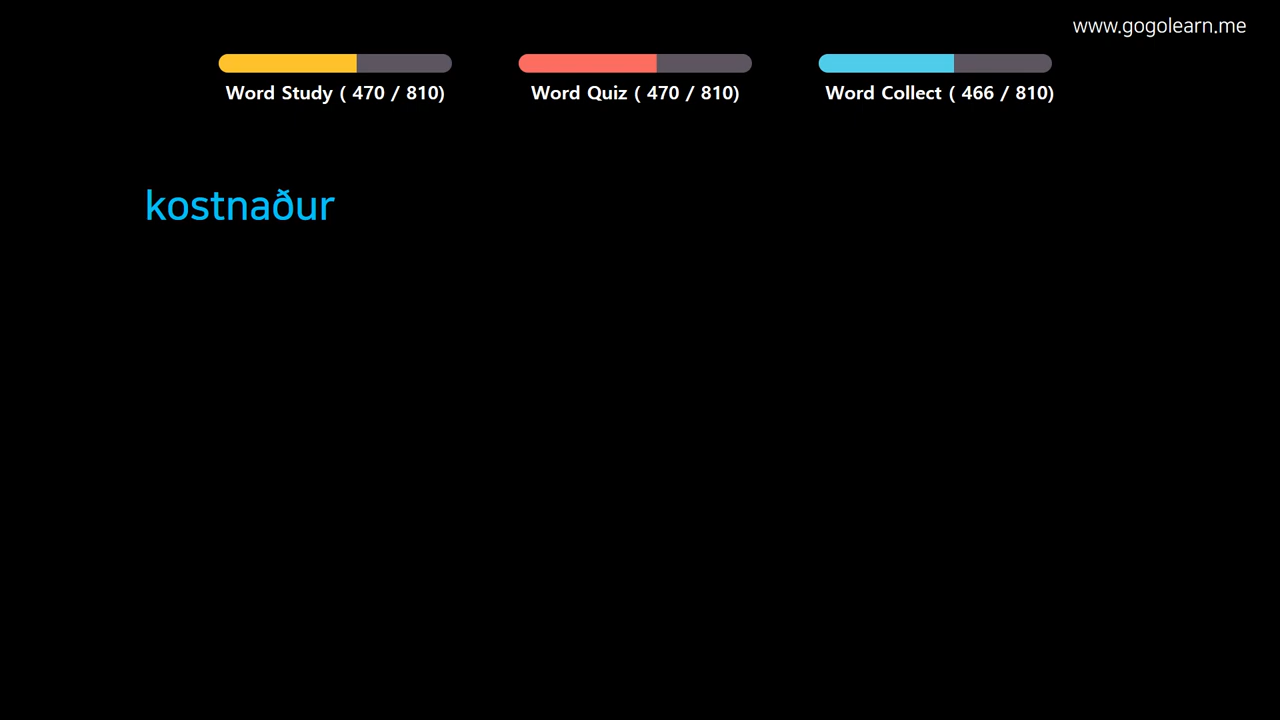 www.gogolearn.me
Word Study ( 470 / 810)
Word Quiz ( 470 / 810)
Word Collect ( 466 / 810)
kostnaður